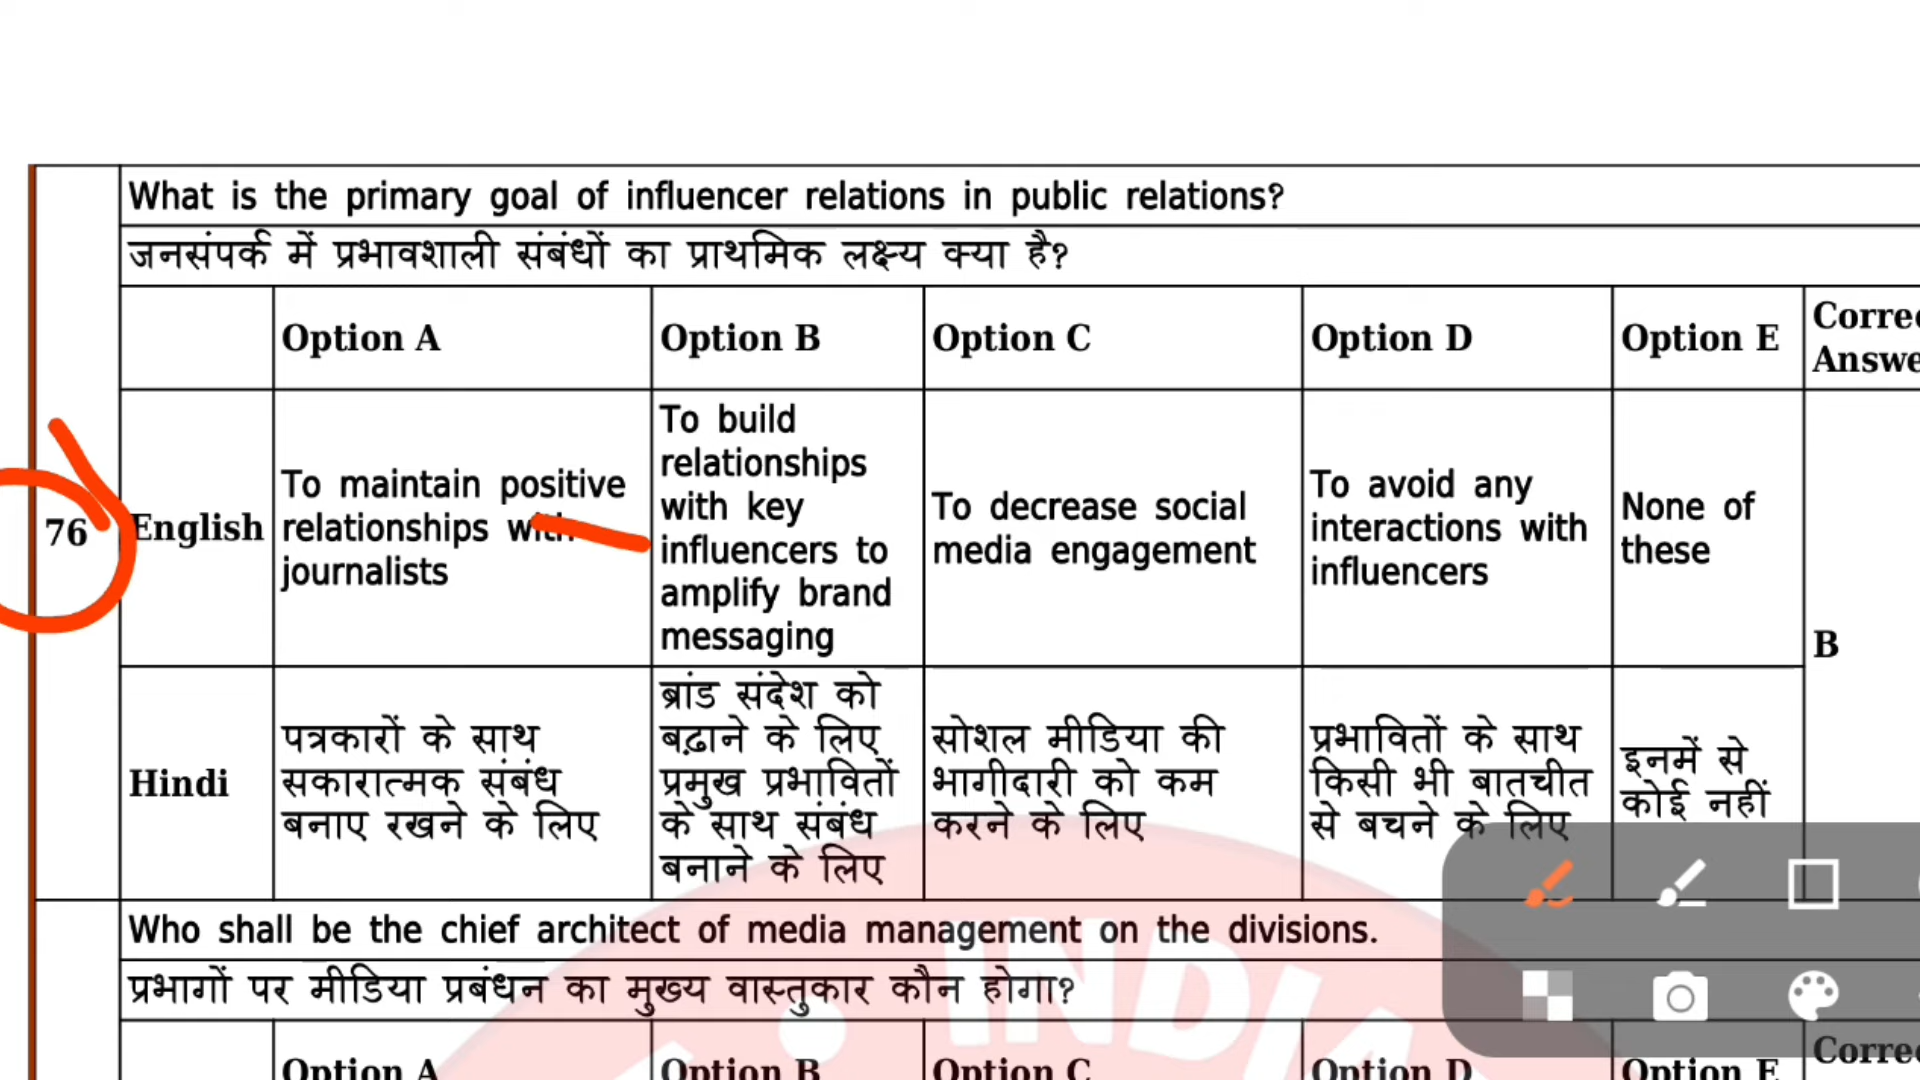 What is the primary goal of influencer relations in public relations?
जनसंपर्क में प्रभावशाली संबंधों का प्राथमिक लक्ष्य क्या है?
Option A
Option B
Option C
Option D
Option E
Correc
Answe
76
English
To maintain positive
relationships with
journalists
To build
relationships
with key
influencers to
amplify brand
messaging
To decrease social
media engagement
To avoid any
interactions with
influencers
None of
these
B
Hindi
पत्रकारों के साथ
सकारात्मक संबंध
बनाए रखने के लिए
ब्रांड संदेश को
बढ़ाने के लिए
प्रमुख प्रभावितों
के साथ संबंध
बनाने के लिए
सोशल मीडिया की
भागीदारी को कम
करने के लिए
प्रभावितों के साथ
किसी भी बातचीत
से बचने के लिए
इनमें से
कोई नहीं
Who shall be the chief architect of media management on the divisions.
प्रभागों पर मीडिया प्रबंधन का मुख्य वास्तुकार कौन होगा?
INDIA
Option A
Option B
Option C
Option D
Option E
Correc